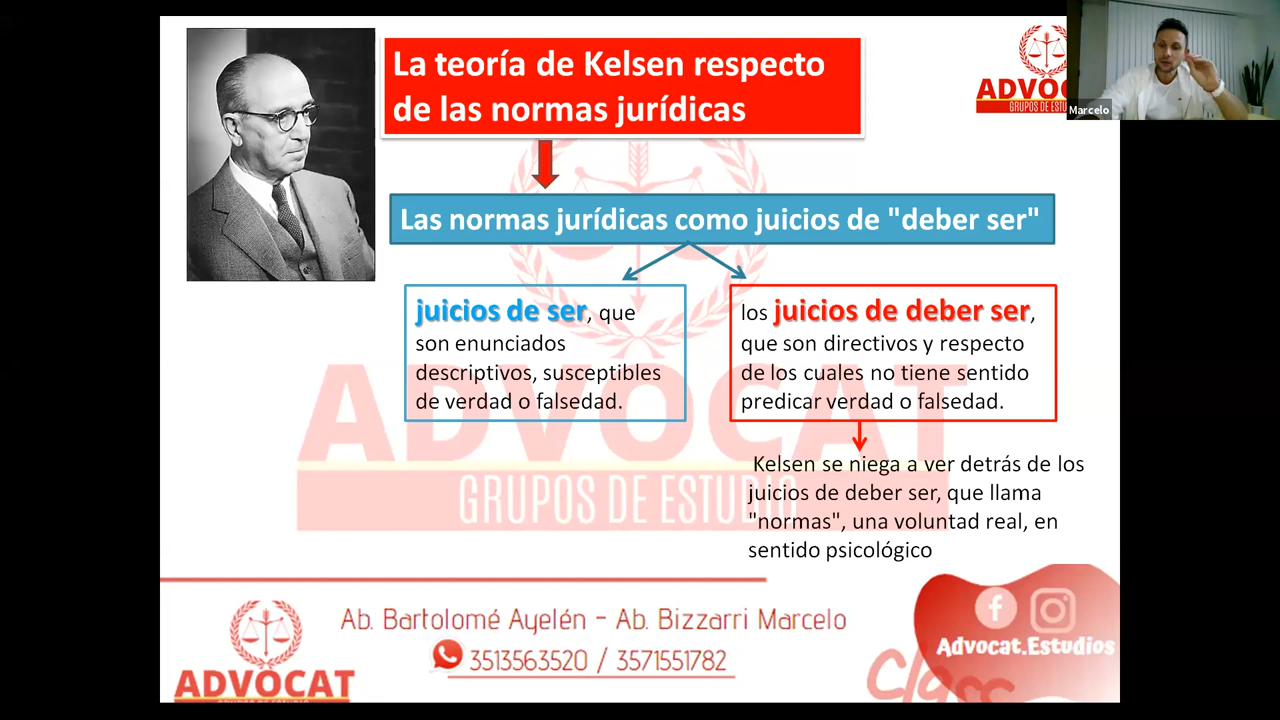 La teoría de Kelsen respecto
de las normas jurídicas
GRUPOS DE
Marcelo
Las normas jurídicas como juicios de "deber ser"
juicios de ser, que
son enunciados
descriptivos, susceptibles
de verdad o falsedad.
los juicios de deber ser,
que son directivos y respecto
de los cuales no tiene sentido
predicar verdad o falsedad.
ADVOCAT
GRUPOS DE ESTUDIO
Kelsen se niega a ver detrás de los
juicios de deber ser, que llama
"normas", una voluntad real, en
sentido psicológico
Ab. Bartolomé Ayelén - Ab. Bizzarri Marcelo
3513563520 / 3571551782
ADVOCAT
Advocat.Estudios
Class